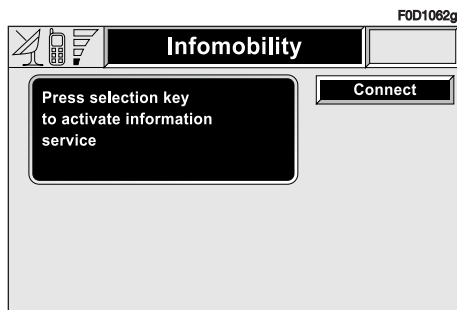 F0D1062g
Infomobility
Press selection key
to activate information
service
Connect